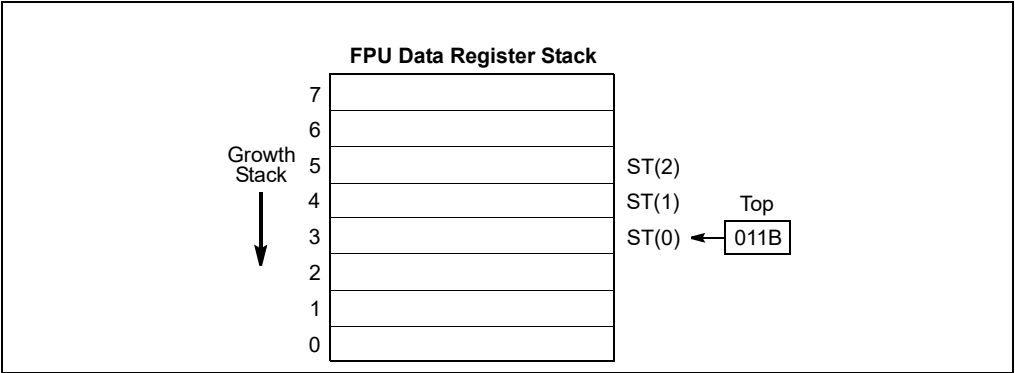 FPU Data Register Stack
7
6
Growth
Stack
5
ST(2)
4
ST(1)
Top
3
ST(0)
011B
2
1
0